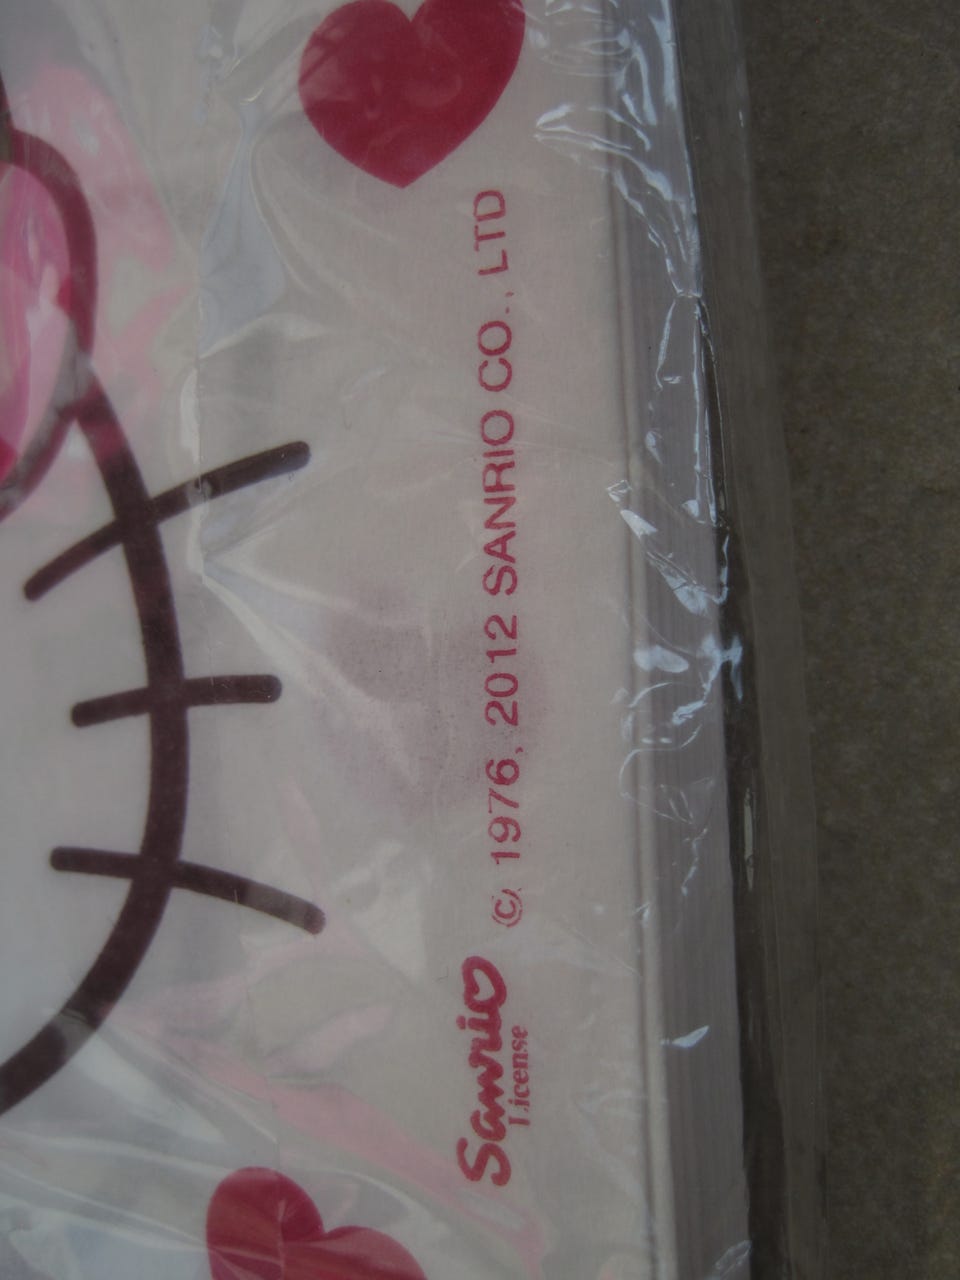 Sanrio
License
(c) 1976, 2012 SANRIO CO., LTD